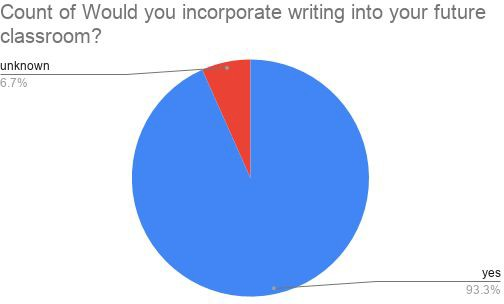 Count of Would you incorporate writing into your future
classroom?
unknown
6.7%
yes
93.3%